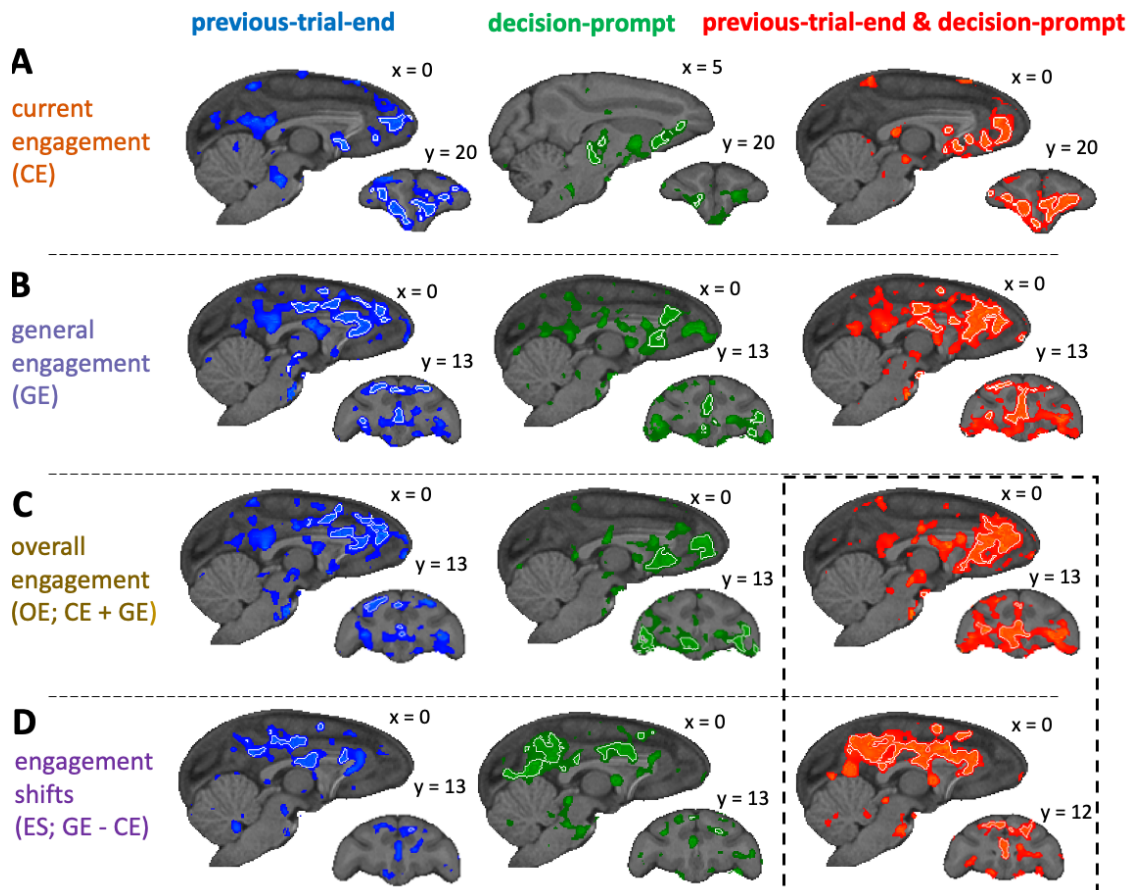 previous-trial-end decision-prompt previous-trial-end & decision-prompt
A
current
engagement
(CE)
x = 0 x = 5 x = 0
y = 20 y = 20 y = 20
B
general
engagement
(GE)
x = 0 x = 0 x = 0
y = 13 y = 13 y = 13
C
overall
engagement
(OE; CE + GE)
x = 0 x = 0 x = 0
y = 13 y = 13 y = 13
D
engagement
shifts
(ES; GE - CE)
x = 0 x = 0 x = 0
y = 13 y = 13 y = 12